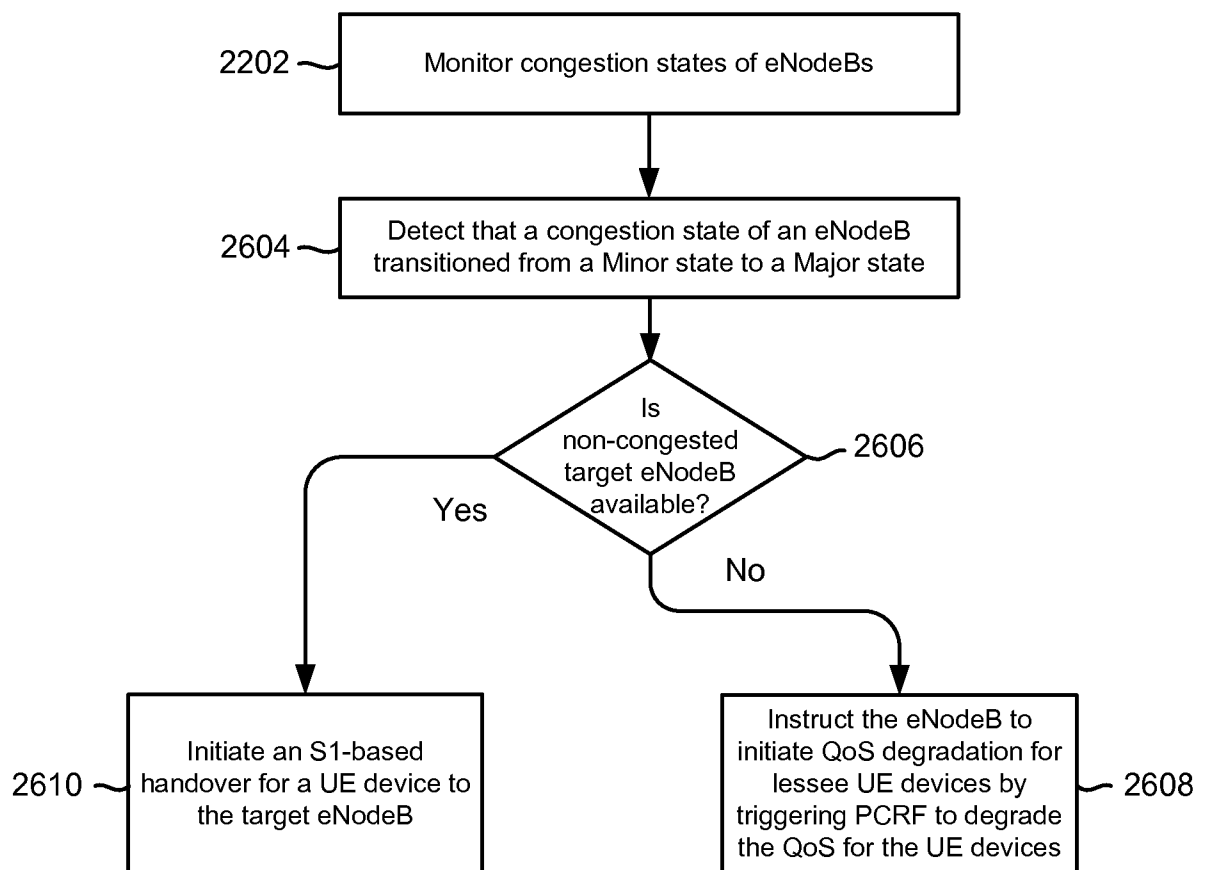 2202
Monitor congestion states of eNodeBs
2604
Detect that a congestion state of an eNodeB
transitioned from a Minor state to a Major state
Is
non-congested
target eNodeB
available?
2606
Yes
No
2610
Initiate an S1-based
handover for a UE device to
the target eNodeB
Instruct the eNodeB to
initiate QoS degradation for
lessee UE devices by
triggering PCRF to degrade
the QoS for the UE devices
2608